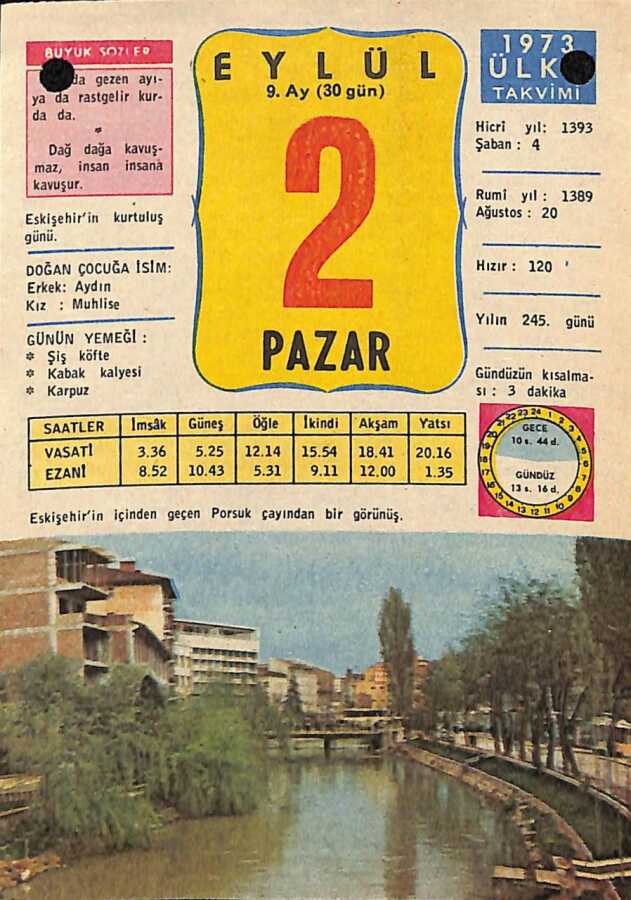 BÜYÜK SÖZLER
da gezen ayı-
ya da rastgelir kur-
da da.
*
Dağ dağa kavuş-
maz, insan insana
kavuşur.
Eskişehir'in kurtuluş
günü.
DOĞAN ÇOCUĞA İSİM:
Erkek: Aydın
Kız : Muhlise
GÜNÜN YEMEĞİ :
* Şiş köfte
* Kabak kalyesi
* Karpuz
EYLÜL
9. Ay (30 gün)
2
PAZAR
1973
ÜLK
TAKVİMİ
Hicrî yıl: 1393
Şaban : 4
Rumî yıl : 1389
Ağustos : 20
Hızır : 120
Yılın 245. günü
Gündüzün kısalma-
sı : 3 dakika
SAATLER İmsâk Güneş Öğle İkindi Akşam Yatsı
VASATİ 3.36 5.25 12.14 15.54 18.41 20.16
EZANİ 8.52 10.43 5.31 9.11 12.00 1.35
GECE
10 s. 44 d.
GÜNDÜZ
13 s. 16 d.
Eskişehir'in içinden geçen Porsuk çayından bir görünüş.